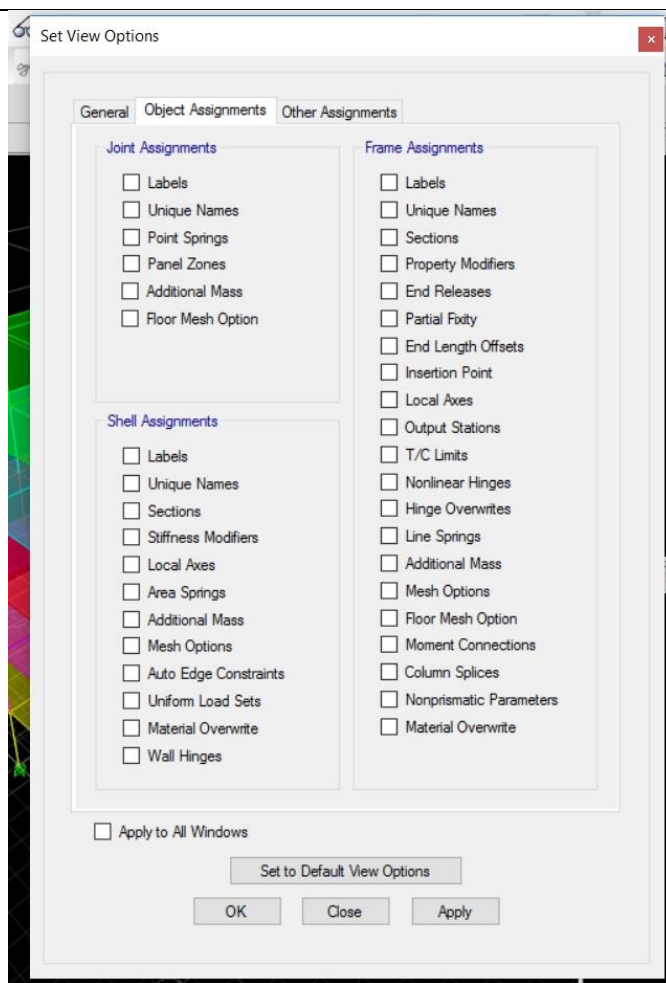 Set View Options
General Object Assignments Other Assignments
Joint Assignments
Labels
Unique Names
Point Springs
Panel Zones
Additional Mass
Floor Mesh Option
Shell Assignments
Labels
Unique Names
Sections
Stiffness Modifiers
Local Axes
Area Springs
Additional Mass
Mesh Options
Auto Edge Constraints
Uniform Load Sets
Material Overwrite
Wall Hinges
Frame Assignments
Labels
Unique Names
Sections
Property Modifiers
End Releases
Partial Fixity
End Length Offsets
Insertion Point
Local Axes
Output Stations
T/C Limits
Nonlinear Hinges
Hinge Overwrites
Line Springs
Additional Mass
Mesh Options
Floor Mesh Option
Moment Connections
Column Splices
Nonprismatic Parameters
Material Overwrite
Apply to All Windows
Set to Default View Options
OK Close Apply